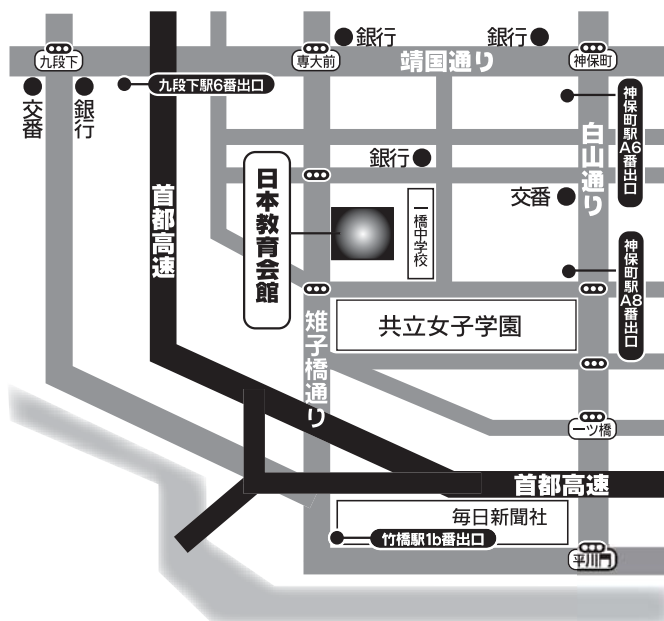 銀行
銀行
九段下
専大前
靖国通り
神保町
九段下駅6番出口
交番
銀行
神保町駅A6番出口
白山通り
銀行
日本教育会館
首都高速
一橋中学校
交番
神保町駅A8番出口
雉子橋通り
共立女子学園
一ツ橋
首都高速
毎日新聞社
竹橋駅1b番出口
平川門